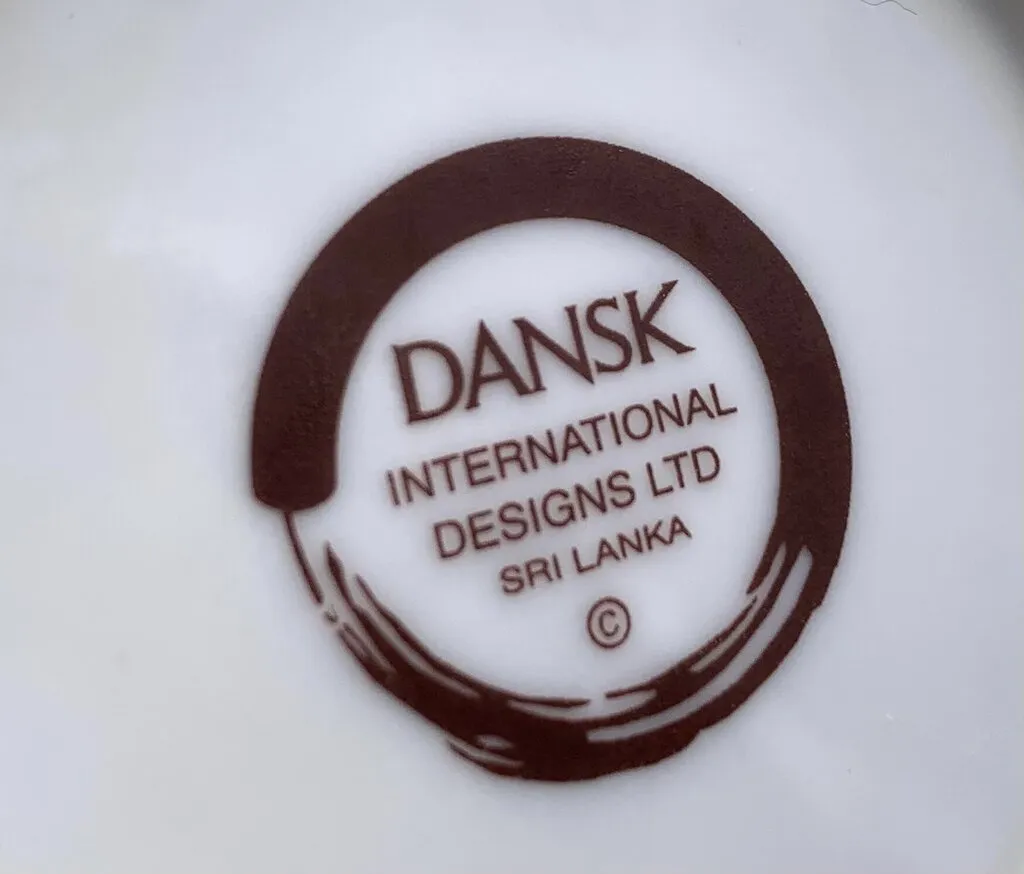 DANSK
INTERNATIONAL
DESIGNS LTD
SRI LANKA
©